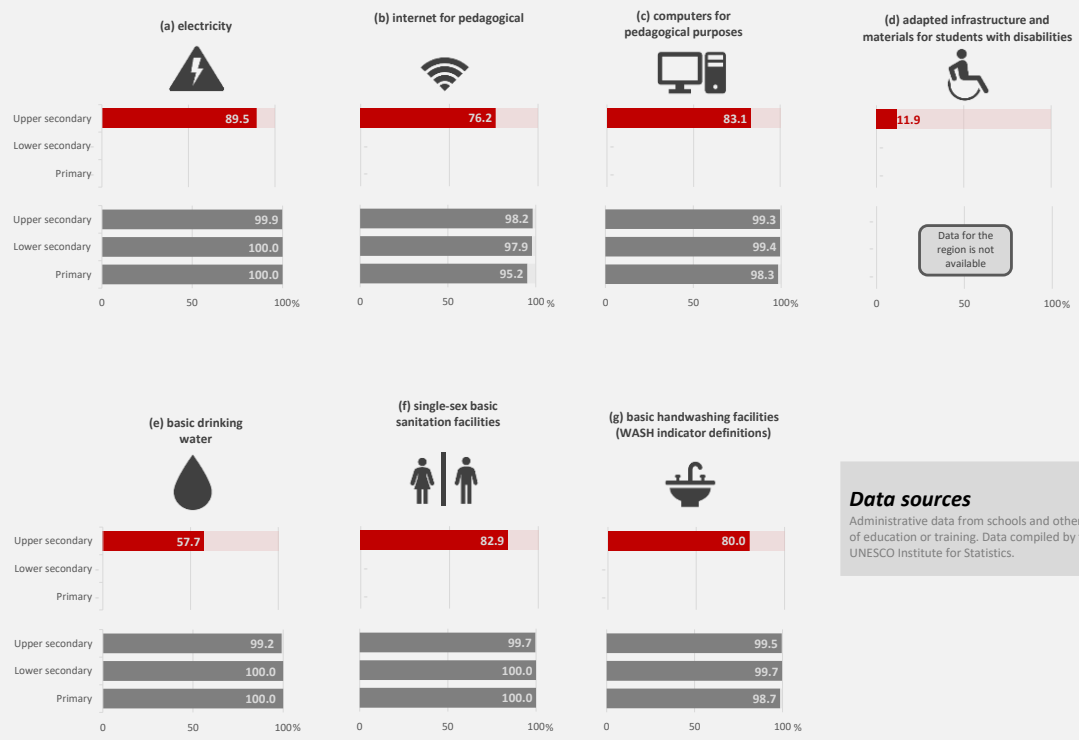 (a) electricity
(b) internet for pedagogical
(c) computers for
pedagogical purposes
(d) adapted infrastructure and
materials for students with disabilities
Upper secondary
Lower secondary
Primary
89.5
76.2
83.1
11.9
Upper secondary
Lower secondary
Primary
99.9
100.0
100.0
98.2
97.9
95.2
99.3
99.4
98.3
Data for the
region is not
available
0 50 100%
0 50 100%
0 50 100%
0 50 100%
(e) basic drinking
water
(f) single-sex basic
sanitation facilities
(g) basic handwashing facilities
(WASH indicator definitions)
Upper secondary
Lower secondary
Primary
57.7
82.9
80.0
Upper secondary
Lower secondary
Primary
99.2
100.0
100.0
99.7
100.0
100.0
99.5
99.7
98.7
0 50 100%
0 50 100%
0 50 100%
Data sources
Administrative data from schools and other
of education or training. Data compiled by
UNESCO Institute for Statistics.